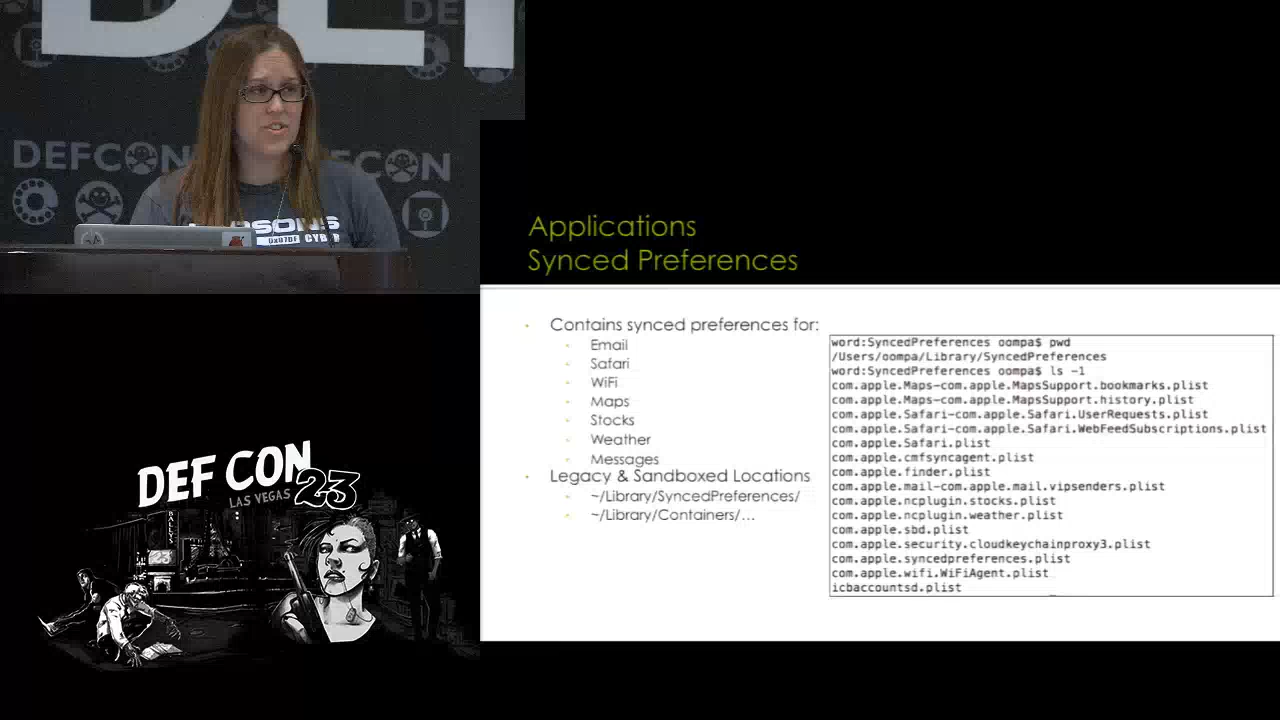 DEFCON
DEFCON
0x07DF CYBER
Applications
Synced Preferences
• Contains synced preferences for:
• Email
• Safari
• WiFi
• Maps
• Stocks
• Weather
• Messages
• Legacy & Sandboxed Locations
• ~/Library/SyncedPreferences/
• ~/Library/Containers/…
word:SyncedPreferences oompa$ pwd
/Users/oompa/Library/SyncedPreferences
word:SyncedPreferences oompa$ ls -1
com.apple.Maps-com.apple.MapsSupport.bookmarks.plist
com.apple.Maps-com.apple.MapsSupport.history.plist
com.apple.Safari-com.apple.Safari.UserRequests.plist
com.apple.Safari-com.apple.Safari.WebFeedSubscriptions.plist
com.apple.Safari.plist
com.apple.cmfsyncagent.plist
com.apple.finder.plist
com.apple.mail-com.apple.mail.vipsenders.plist
com.apple.ncplugin.stocks.plist
com.apple.ncplugin.weather.plist
com.apple.sbd.plist
com.apple.security.cloudkeychainproxy3.plist
com.apple.syncedpreferences.plist
com.apple.wifi.WiFiAgent.plist
icbaccountsd.plist
DEF CON
LAS VEGAS 23
BALLYS
23